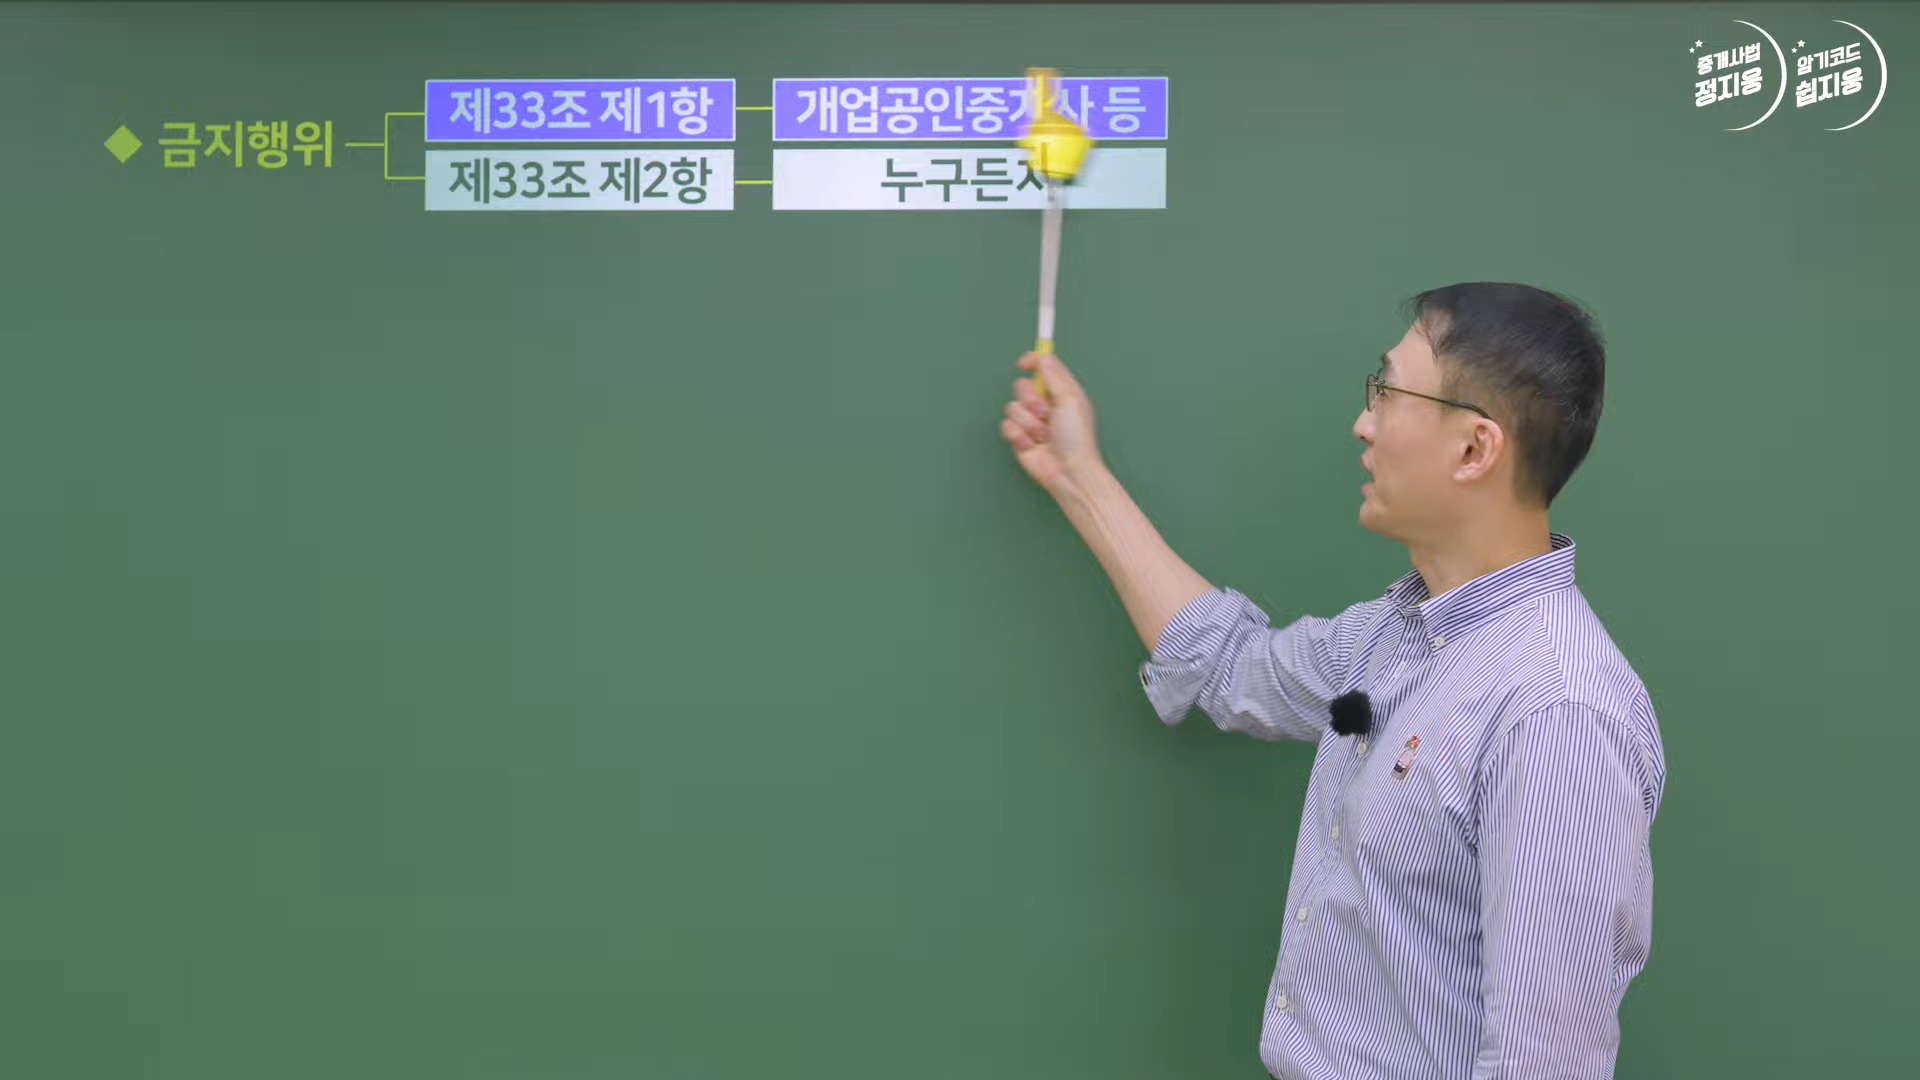 ◆ 금지행위
제33조 제1항 개업공인중개사 등
제33조 제2항 누구든지
중개사법 정지웅
암기코드 쉽지웅